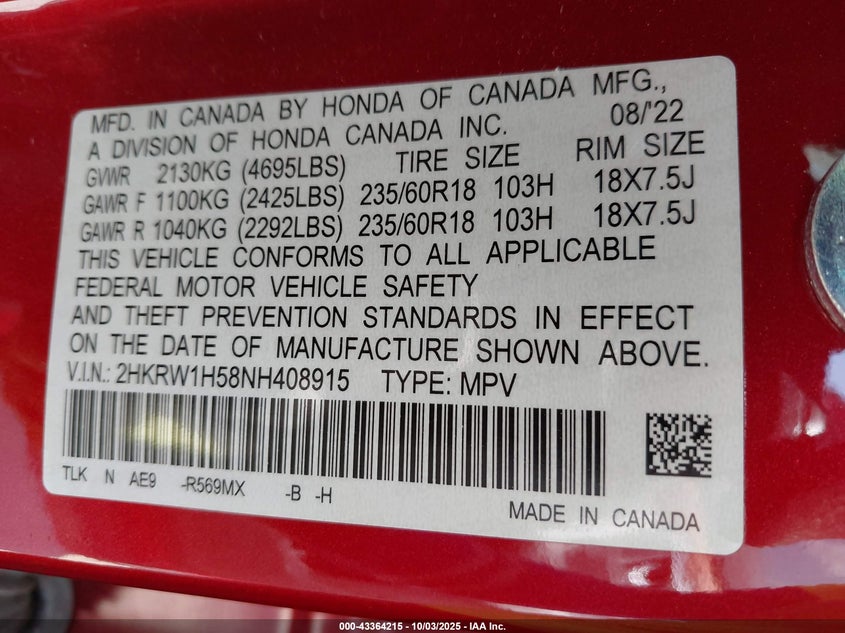 MFD. IN CANADA BY HONDA OF CANADA MFG.,
A DIVISION OF HONDA CANADA INC. 08/'22
GVWR 2130KG (4695LBS) TIRE SIZE RIM SIZE
GAWR F 1100KG (2425LBS) 235/60R18 103H 18X7.5J
GAWR R 1040KG (2292LBS) 235/60R18 103H 18X7.5J
THIS VEHICLE CONFORMS TO ALL APPLICABLE
FEDERAL MOTOR VEHICLE SAFETY
AND THEFT PREVENTION STANDARDS IN EFFECT
ON THE DATE OF MANUFACTURE SHOWN ABOVE.
V.I.N.: 2HKRW1H58NH408915 TYPE: MPV
TLK N AE9 -R569MX -B -H
MADE IN CANADA
000-43364215 - 10/03/2025 - IAA Inc.